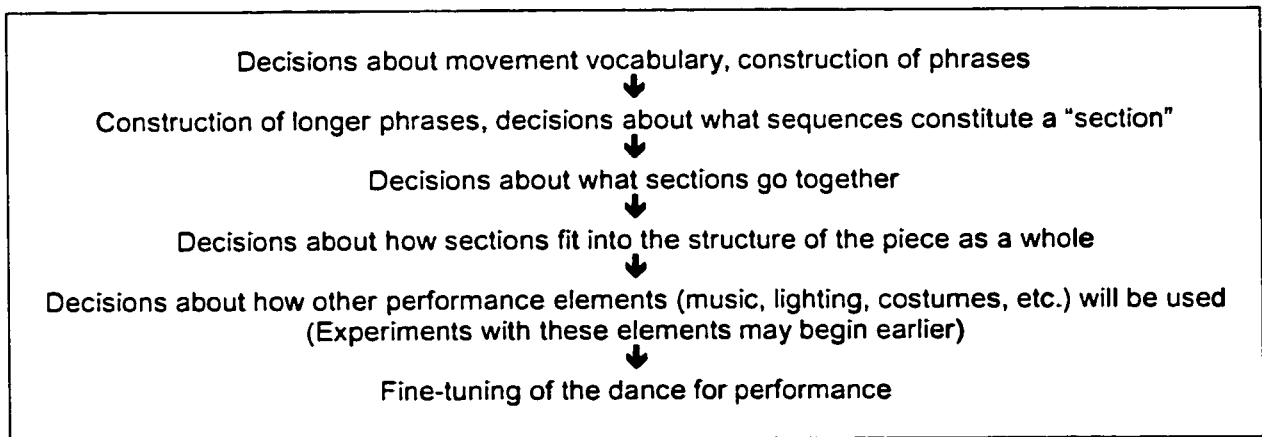 Decisions about movement vocabulary, construction of phrases
Construction of longer phrases, decisions about what sequences constitute a "section"
Decisions about what sections go together
Decisions about how sections fit into the structure of the piece as a whole
Decisions about how other performance elements (music, lighting, costumes, etc.) will be used
(Experiments with these elements may begin earlier)
Fine-tuning of the dance for performance